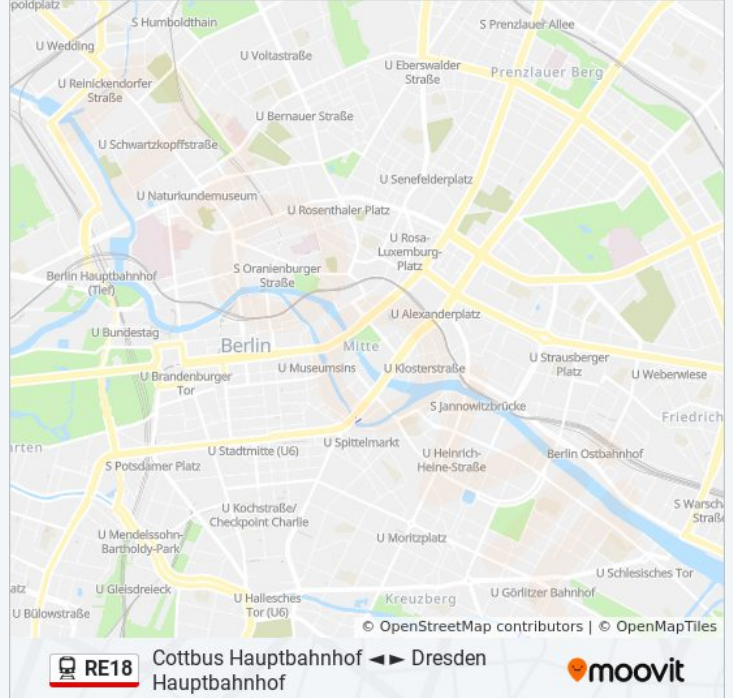 poldplatz
S Humboldthain
S Prenzlauer Allee
U Wedding
U Voltastraße
U Eberswalder
Straße
Prenzlauer Berg
U Reinickendorfer
Straße
U Bernauer Straße
U Schwartzkopffstraße
U Senefelderplatz
U Naturkundemuseum
U Rosenthaler Platz
U Rosa-
Luxemburg-
Platz
S Oranienburger
Straße
Berlin Hauptbahnhof
(Tief)
U Alexanderplatz
U Bundestag
Berlin
Mitte
U Strausberger
Platz
U Museumsins
U Klosterstraße
U Weberwiese
U Brandenburger
Tor
S Jannowitzbrücke
Friedrich
rten
U Stadtmitte (U6)
U Spittelmarkt
U Heinrich-
Heine-Straße
Berlin Ostbahnhof
S Potsdamer Platz
S Warsch
Straße
U Kochstraße/
Checkpoint Charlie
U Mendelssohn-
Bartholdy-Park
U Moritzplatz
U Schlesisches Tor
atz
U Gleisdreieck
U Hallesches
Tor (U6)
Kreuzberg
U Görlitzer Bahnhof
U Bülowstraße
© OpenStreetMap contributors | © OpenMapTiles
RE18
Cottbus Hauptbahnhof ◄► Dresden
Hauptbahnhof
moovit